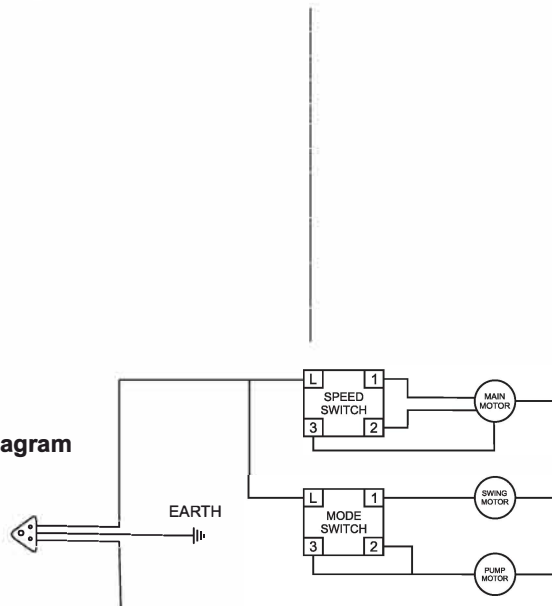 L 1
SPEED
SWITCH
3 2
MAIN
MOTOR
agram
EARTH
L 1
MODE
SWITCH
3 2
SWING
MOTOR
PUMP
MOTOR